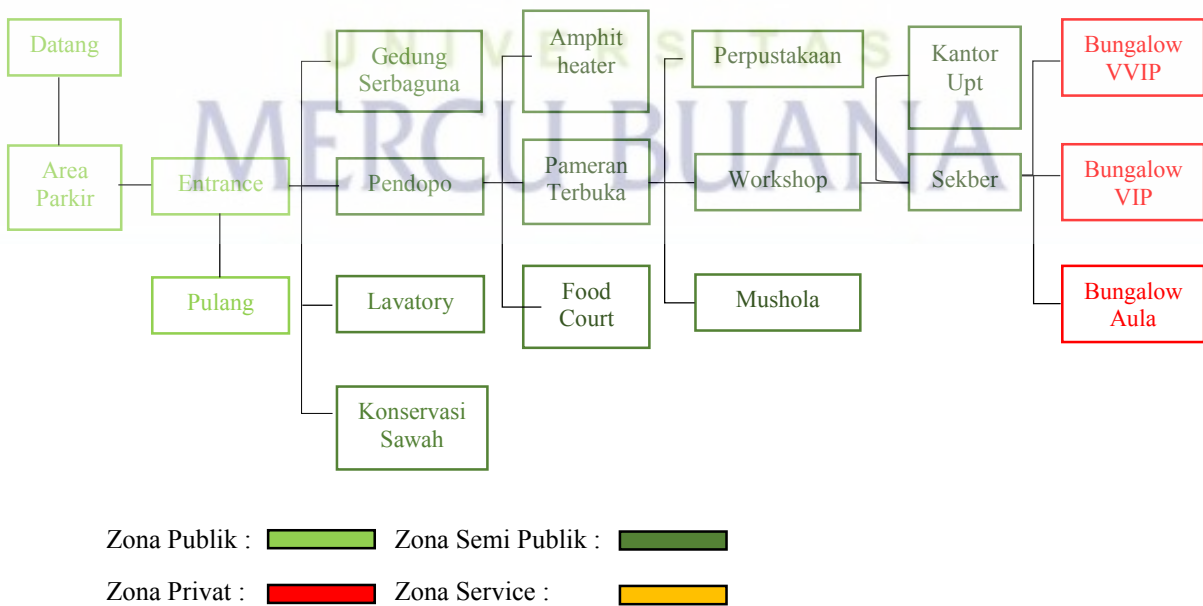 UNIVERSITAS
MERCU BUANA
Datang
Area
Parkir
Entrance
Pulang
Gedung
Serbaguna
Pendopo
Lavatory
Konservasi
Sawah
Amphit
heater
Pameran
Terbuka
Food
Court
Perpustakaan
Workshop
Mushola
Kantor
Upt
Sekber
Bungalow
VVIP
Bungalow
VIP
Bungalow
Aula
Zona Publik : Zona Semi Publik :
Zona Privat : Zona Service :